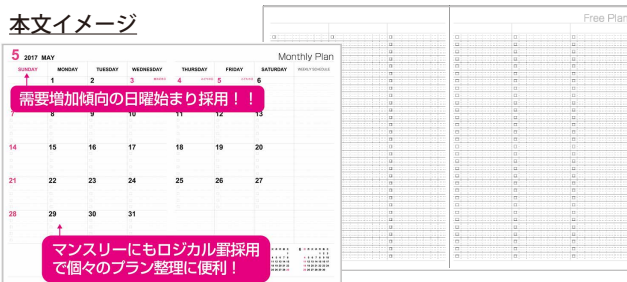 本文イメージ
Free Plan
5 2017 MAY
Monthly Plan
SUNDAY MONDAY TUESDAY WEDNESDAY THURSDAY FRIDAY SATURDAY WEEKLY SCHEDULE
1 2 3 4 5 6
需要増加傾向の日曜始まり採用！！
7 8 9 10 11 12 13
14 15 16 17 18 19 20
21 22 23 24 25 26 27
28 29 30 31
マンスリーにもロジカル罫採用
で個々のプラン整理に便利！